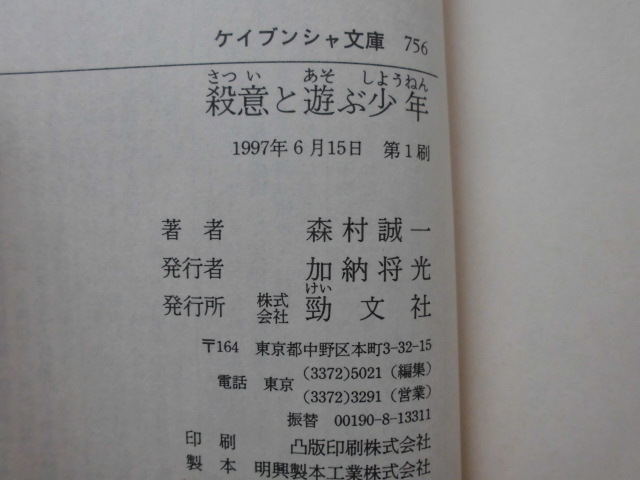 ケイブンシャ文庫 756
さつ い あそ しようねん
殺意と遊ぶ少年
1997年6月15日 第1刷
著者 森村誠一
発行者 加納将光
けい
発行所 株式会社 勁文社
〒164 東京都中野区本町3-32-15
電話 東京 (3372)5021(編集)
(3372)3291(営業)
振替 00190-8-13311
印刷 凸版印刷株式会社
製本 明興製本工業株式会社